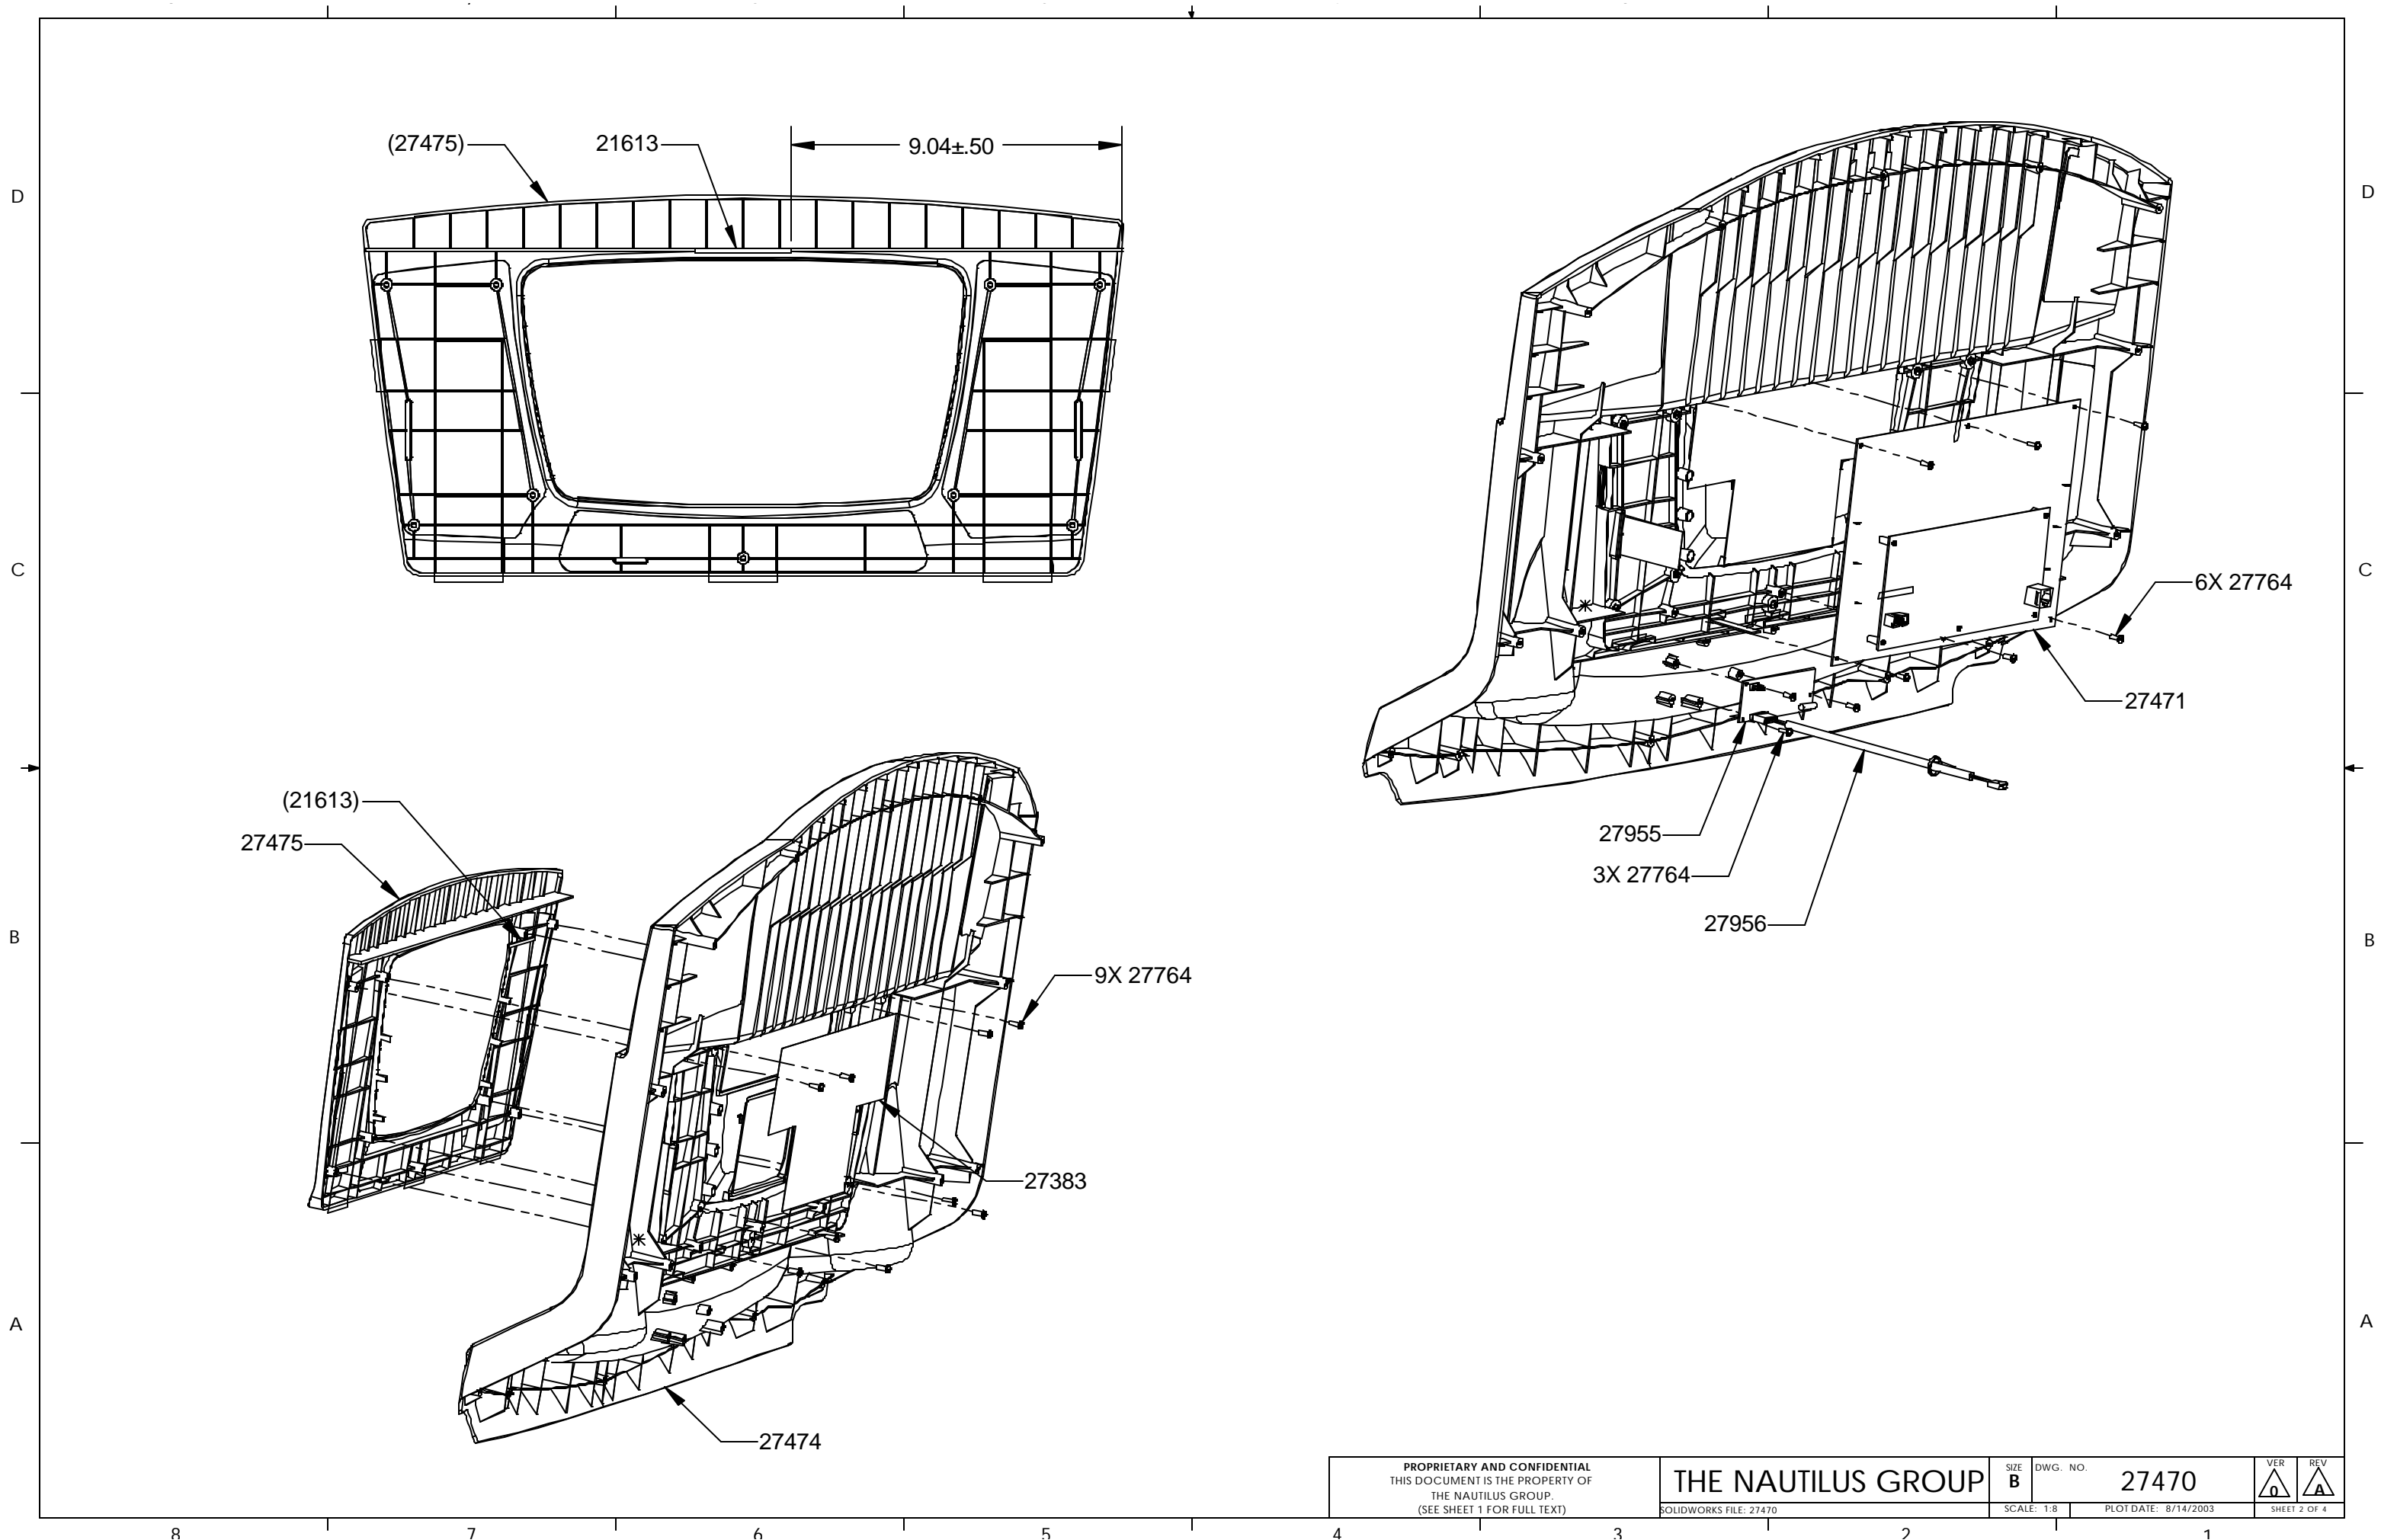 (27475)
21613
9.04±.50
D
D
6X 27764
C
C
27471
(21613)
27475
27955
3X 27764
27956
B
B
9X 27764
27383
A
A
27474
PROPRIETARY AND CONFIDENTIAL
THIS DOCUMENT IS THE PROPERTY OF
THE NAUTILUS GROUP.
(SEE SHEET 1 FOR FULL TEXT)
THE NAUTILUS GROUP
SOLIDWORKS FILE: 27470
SIZE
B
DWG. NO.
27470
VER
0
REV
A
SCALE: 1:8
PLOT DATE: 8/14/2003
SHEET 2 OF 4
8 7 6 5 4 3 2 1